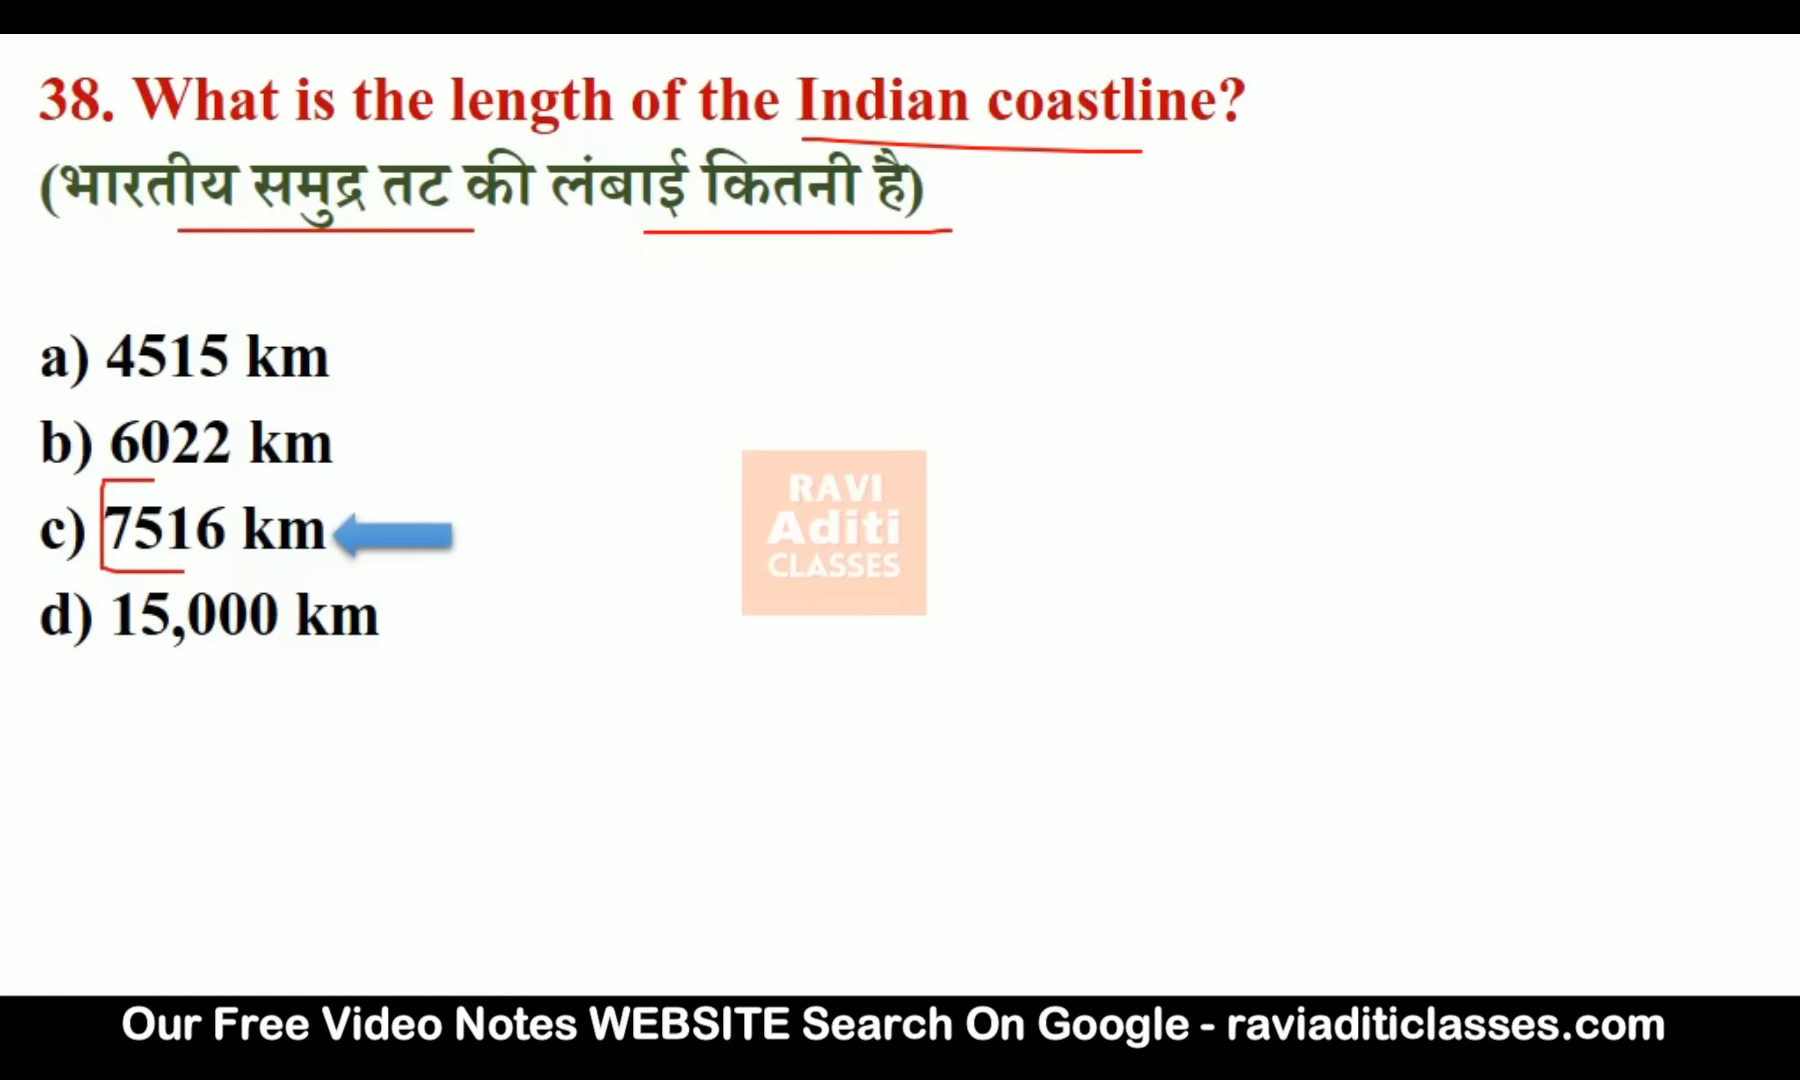 38. What is the length of the Indian coastline?
(भारतीय समुद्र तट की लंबाई कितनी है)
a) 4515 km
b) 6022 km
c) 7516 km
d) 15,000 km
RAVI
Aditi
CLASSES
Our Free Video Notes WEBSITE Search On Google - raviaditiclasses.com